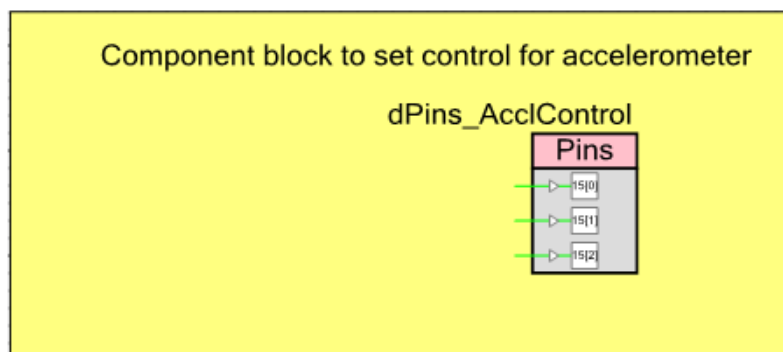 Component block to set control for accelerometer
dPins_AcclControl
Pins
15[0]
15[1]
15[2]